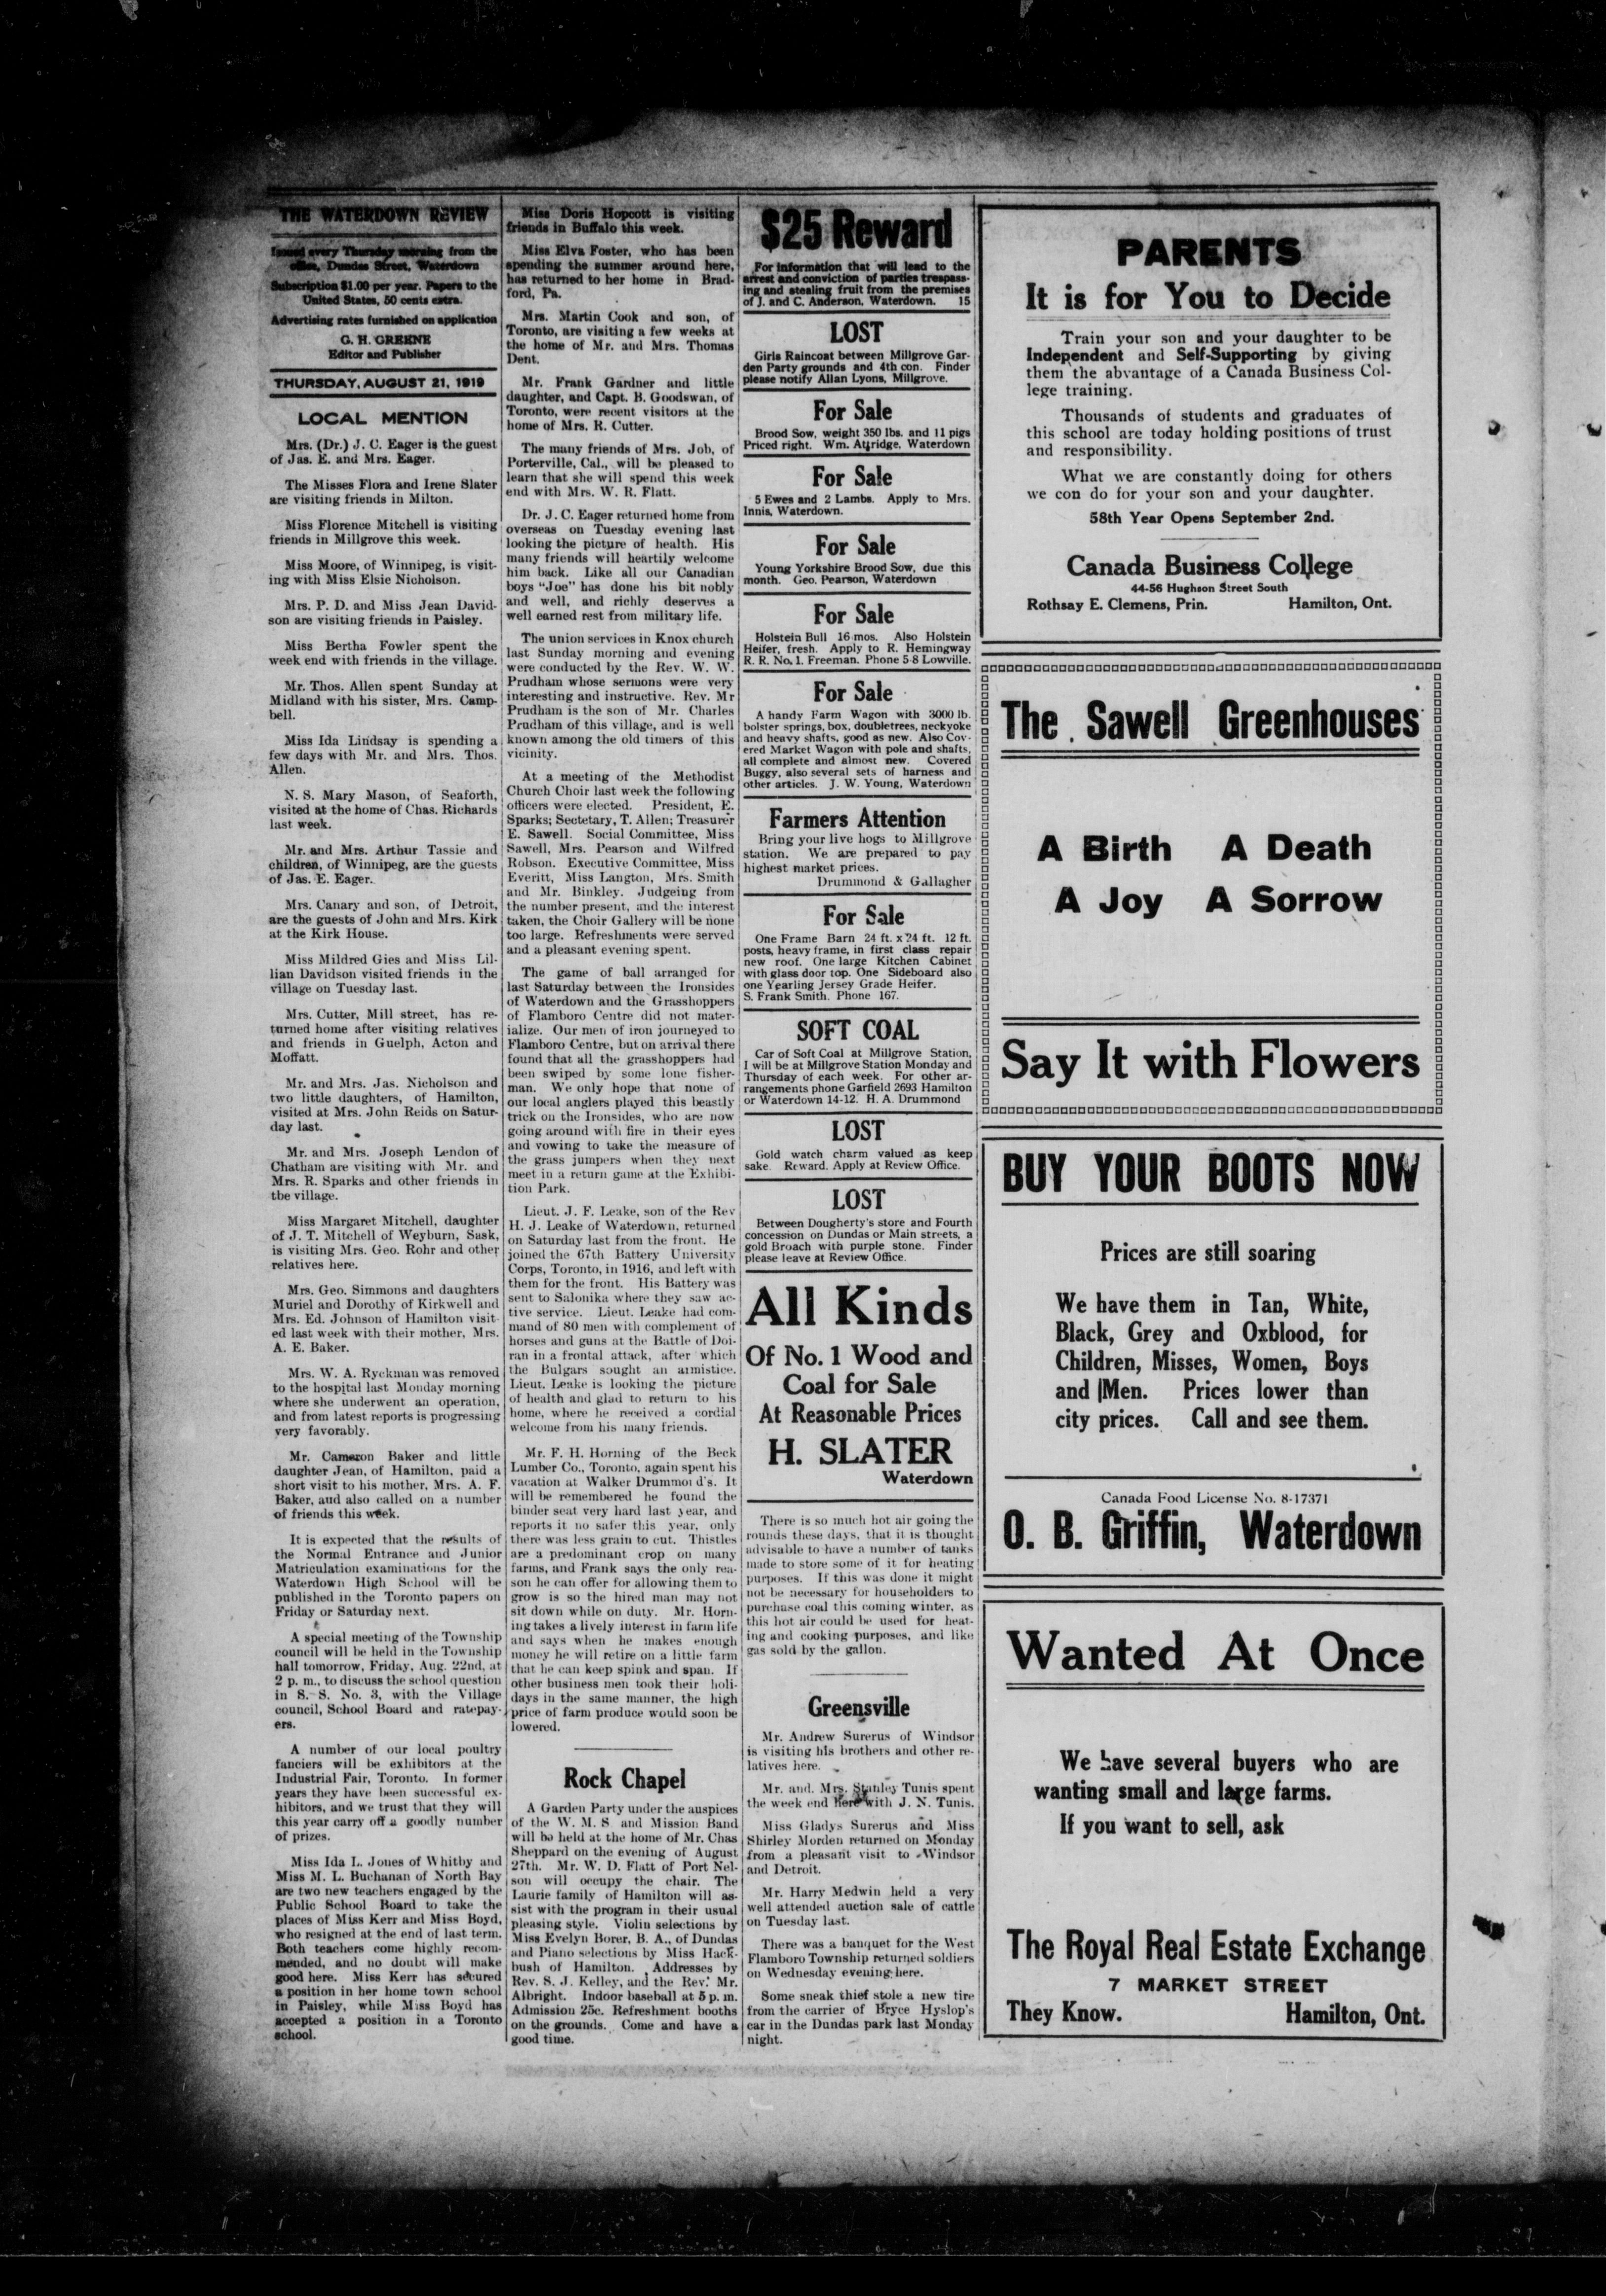 THE WATERDOWN REVIEW
Issued every Thursday morning from the
office, Dundas Street, Waterdown
Subscription $1.00 per year. Papers to the
United States, 50 cents extra.
Advertising rates furnished on application
G. H. GREENE
Editor and Publisher
THURSDAY, AUGUST 21, 1919
LOCAL MENTION
Mrs. (Dr.) J. C. Eager is the guest
of Jas. E. and Mrs. Eager.
The Misses Flora and Irene Slater
are visiting friends in Milton.
Miss Florence Mitchell is visiting
friends in Millgrove this week.
Miss Moore, of Winnipeg, is visit-
ing with Miss Elsie Nicholson.
Mrs. P. D. and Miss Jean David-
son are visiting friends in Paisley.
Miss Bertha Fowler spent the
week end with friends in the village.
Mr. Thos. Allen spent Sunday at
Midland with his sister, Mrs. Camp-
bell.
Miss Ida Lindsay is spending a
few days with Mr. and Mrs. Thos.
Allen.
N. S. Mary Mason, of Seaforth,
visited at the home of Chas. Richards
last week.
Mr. and Mrs. Arthur Tassie and
children, of Winnipeg, are the guests
of Jas. E. Eager.
Mrs. Canary and son, of Detroit,
are the guests of John and Mrs. Kirk
at the Kirk House.
Miss Mildred Gies and Miss Lil-
lian Davidson visited friends in the
village on Tuesday last.
Mrs. Cutter, Mill street, has re-
turned home after visiting relatives
and friends in Guelph, Acton and
Moffatt.
Mr. and Mrs. Jas. Nicholson and
two little daughters, of Hamilton,
visited at Mrs. John Reids on Satur-
day last.
Mr. and Mrs. Joseph Lendon of
Chatham are visiting with Mr. and
Mrs. R. Sparks and other friends in
tbe village.
Miss Margaret Mitchell, daughter
of J. T. Mitchell of Weyburn, Sask,
is visiting Mrs. Geo. Rohr and other
relatives here.
Mrs. Geo. Simmons and daughters
Muriel and Dorothy of Kirkwell and
Mrs. Ed. Johnson of Hamilton visit-
ed last week with their mother, Mrs.
A. E. Baker.
Mrs. W. A. Ryckman was removed
to the hospital last Monday morning
where she underwent an operation,
and from latest reports is progressing
very favorably.
Mr. Cameron Baker and little
daughter Jean, of Hamilton, paid a
short visit to his mother, Mrs. A. F.
Baker, and also called on a number
of friends this week.
It is expected that the results of
the Normal Entrance and Junior
Matriculation examinations for the
Waterdown High School will be
published in the Toronto papers on
Friday or Saturday next.
A special meeting of the Township
council will be held in the Township
hall tomorrow, Friday, Aug. 22nd, at
2 p. m., to discuss the school question
in S. S. No. 3, with the Village
council, School Board and ratepay-
ers.
A number of our local poultry
fanciers will be exhibitors at the
Industrial Fair, Toronto. In former
years they have been successful ex-
hibitors, and we trust that they will
this year carry off a goodly number
of prizes.
Miss Ida L. Jones of Whitby and
Miss M. L. Buchanan of North Bay
are two new teachers engaged by the
Public School Board to take the
places of Miss Kerr and Miss Boyd,
who resigned at the end of last term.
Both teachers come highly recom-
mended, and no doubt will make
good here. Miss Kerr has secured
a position in her home town school
in Paisley, while Miss Boyd has
accepted a position in a Toronto
school.
Miss Doris Hopcott is visiting
friends in Buffalo this week.
Miss Elva Foster, who has been
spending the summer around here,
has returned to her home in Brad-
ford, Pa.
Mrs. Martin Cook and son, of
Toronto, are visiting a few weeks at
the home of Mr. and Mrs. Thomas
Dent.
Mr. Frank Gardner and little
daughter, and Capt. B. Goodswan, of
Toronto, were recent visitors at the
home of Mrs. R. Cutter.
The many friends of Mrs. Job, of
Porterville, Cal., will be pleased to
learn that she will spend this week
end with Mrs. W. R. Flatt.
Dr. J. C. Eager returned home from
overseas on Tuesday evening last
looking the picture of health. His
many friends will heartily welcome
him back. Like all our Canadian
boys "Joe" has done his bit nobly
and well, and richly deserves a
well earned rest from military life.
The union services in Knox church
last Sunday morning and evening
were conducted by the Rev. W. W.
Prudham whose sermons were very
interesting and instructive. Rev. Mr
Prudham is the son of Mr. Charles
Prudham of this village, and is well
known among the old timers of this
vicinity.
At a meeting of the Methodist
Church Choir last week the following
officers were elected. President, E.
Sparks; Sectetary, T. Allen; Treasurer
E. Sawell. Social Committee, Miss
Sawell, Mrs. Pearson and Wilfred
Robson. Executive Committee, Miss
Everitt, Miss Langton, Mrs. Smith
and Mr. Binkley. Judgeing from
the number present, and the interest
taken, the Choir Gallery will be none
too large. Refreshments were served
and a pleasant evening spent.
The game of ball arranged for
last Saturday between the Ironsides
of Waterdown and the Grasshoppers
of Flamboro Centre did not mater-
ialize. Our men of iron journeyed to
Flamboro Centre, but on arrival there
found that all the grasshoppers had
been swiped by some lone fisher-
man. We only hope that none of
our local anglers played this beastly
trick on the Ironsides, who are now
going around with fire in their eyes
and vowing to take the measure of
the grass jumpers when they next
meet in a return game at the Exhibi-
tion Park.
Lieut. J. F. Leake, son of the Rev
H. J. Leake of Waterdown, returned
on Saturday last from the front. He
joined the 67th Battery University
Corps, Toronto, in 1916, and left with
them for the front. His Battery was
sent to Salonika where they saw ac-
tive service. Lieut. Leake had com-
mand of 80 men with complement of
horses and guns at the Battle of Doi-
ran in a frontal attack, after which
the Bulgars sought an armistice.
Lieut. Leake is looking the picture
of health and glad to return to his
home, where he received a cordial
welcome from his many friends.
Mr. F. H. Horning of the Beck
Lumber Co., Toronto, again spent his
vacation at Walker Drummond's. It
will be remembered he found the
binder seat very hard last year, and
reports it no safer this year, only
there was less grain to cut. Thistles
are a predominant crop on many
farms, and Frank says the only rea-
son he can offer for allowing them to
grow is so the hired man may not
sit down while on duty. Mr. Horn-
ing takes a lively interest in farm life
and says when he makes enough
money he will retire on a little farm
that he can keep spink and span. If
other business men took their holi-
days in the same manner, the high
price of farm produce would soon be
lowered.
Rock Chapel
A Garden Party under the auspices
of the W. M. S and Mission Band
will be held at the home of Mr. Chas
Sheppard on the evening of August
27th. Mr. W. D. Flatt of Port Nel-
son will occupy the chair. The
Laurie family of Hamilton will as-
sist with the program in their usual
pleasing style. Violin selections by
Miss Evelyn Borer, B. A., of Dundas
and Piano selections by Miss Hack-
bush of Hamilton. Addresses by
Rev. S. J. Kelley, and the Rev. Mr.
Albright. Indoor baseball at 5 p. m.
Admission 25c. Refreshment booths
on the grounds. Come and have a
good time.
$25 Reward
For information that will lead to the
arrest and conviction of parties trespass-
ing and stealing fruit from the premises
of J. and C. Anderson, Waterdown. 15
LOST
Girls Raincoat between Millgrove Gar-
den Party grounds and 4th con. Finder
please notify Allan Lyons, Millgrove.
For Sale
Brood Sow, weight 350 lbs. and 11 pigs
Priced right. Wm. Attridge, Waterdown
For Sale
5 Ewes and 2 Lambs. Apply to Mrs.
Innis, Waterdown.
For Sale
Young Yorkshire Brood Sow, due this
month. Geo. Pearson, Waterdown
For Sale
Holstein Bull 16 mos. Also Holstein
Heifer, fresh. Apply to R. Hemingway
R. R. No. 1. Freeman. Phone 5-8 Lowville.
For Sale
A handy Farm Wagon with 3000 lb.
bolster springs, box, doubletrees, neckyoke
and heavy shafts, good as new. Also Cov-
ered Market Wagon with pole and shafts,
all complete and almost new. Covered
Buggy, also several sets of harness and
other articles. J. W. Young, Waterdown
Farmers Attention
Bring your live hogs to Millgrove
station. We are prepared to pay
highest market prices.
Drummond & Gallagher
For Sale
One Frame Barn 24 ft. x 24 ft. 12 ft.
posts, heavy frame, in first class repair
new roof. One large Kitchen Cabinet
with glass door top. One Sideboard also
one Yearling Jersey Grade Heifer.
S. Frank Smith. Phone 167.
SOFT COAL
Car of Soft Coal at Millgrove Station,
I will be at Millgrove Station Monday and
Thursday of each week. For other ar-
rangements phone Garfield 2693 Hamilton
or Waterdown 14-12. H. A. Drummond
LOST
Gold watch charm valued as keep
sake. Reward. Apply at Review Office.
LOST
Between Dougherty's store and Fourth
concession on Dundas or Main streets, a
gold Broach with purple stone. Finder
please leave at Review Office.
All Kinds
Of No. 1 Wood and
Coal for Sale
At Reasonable Prices
H. SLATER
Waterdown
There is so much hot air going the
rounds these days, that it is thought
advisable to have a number of tanks
made to store some of it for heating
purposes. If this was done it might
not be necessary for householders to
purchase coal this coming winter, as
this hot air could be used for heat-
ing and cooking purposes, and like
gas sold by the gallon.
Greensville
Mr. Andrew Surerus of Windsor
is visiting his brothers and other re-
latives here.
Mr. and. Mrs. Stanley Tunis spent
the week end here with J. N. Tunis.
Miss Gladys Surerus and Miss
Shirley Morden returned on Monday
from a pleasant visit to Windsor
and Detroit.
Mr. Harry Medwin held a very
well attended auction sale of cattle
on Tuesday last.
There was a banquet for the West
Flamboro Township returned soldiers
on Wednesday evening here.
Some sneak thief stole a new tire
from the carrier of Bryce Hyslop's
car in the Dundas park last Monday
night.
PARENTS
It is for You to Decide
Train your son and your daughter to be
Independent and Self-Supporting by giving
them the abvantage of a Canada Business Col-
lege training.
Thousands of students and graduates of
this school are today holding positions of trust
and responsibility.
What we are constantly doing for others
we con do for your son and your daughter.
58th Year Opens September 2nd.
Canada Business College
44-56 Hughson Street South
Rothsay E. Clemens, Prin. Hamilton, Ont.
The Sawell Greenhouses
A Birth A Death
A Joy A Sorrow
Say It with Flowers
BUY YOUR BOOTS NOW
Prices are still soaring
We have them in Tan, White,
Black, Grey and Oxblood, for
Children, Misses, Women, Boys
and Men. Prices lower than
city prices. Call and see them.
Canada Food License No. 8-17371
O. B. Griffin, Waterdown
Wanted At Once
We have several buyers who are
wanting small and large farms.
If you want to sell, ask
The Royal Real Estate Exchange
7 MARKET STREET
They Know. Hamilton, Ont.